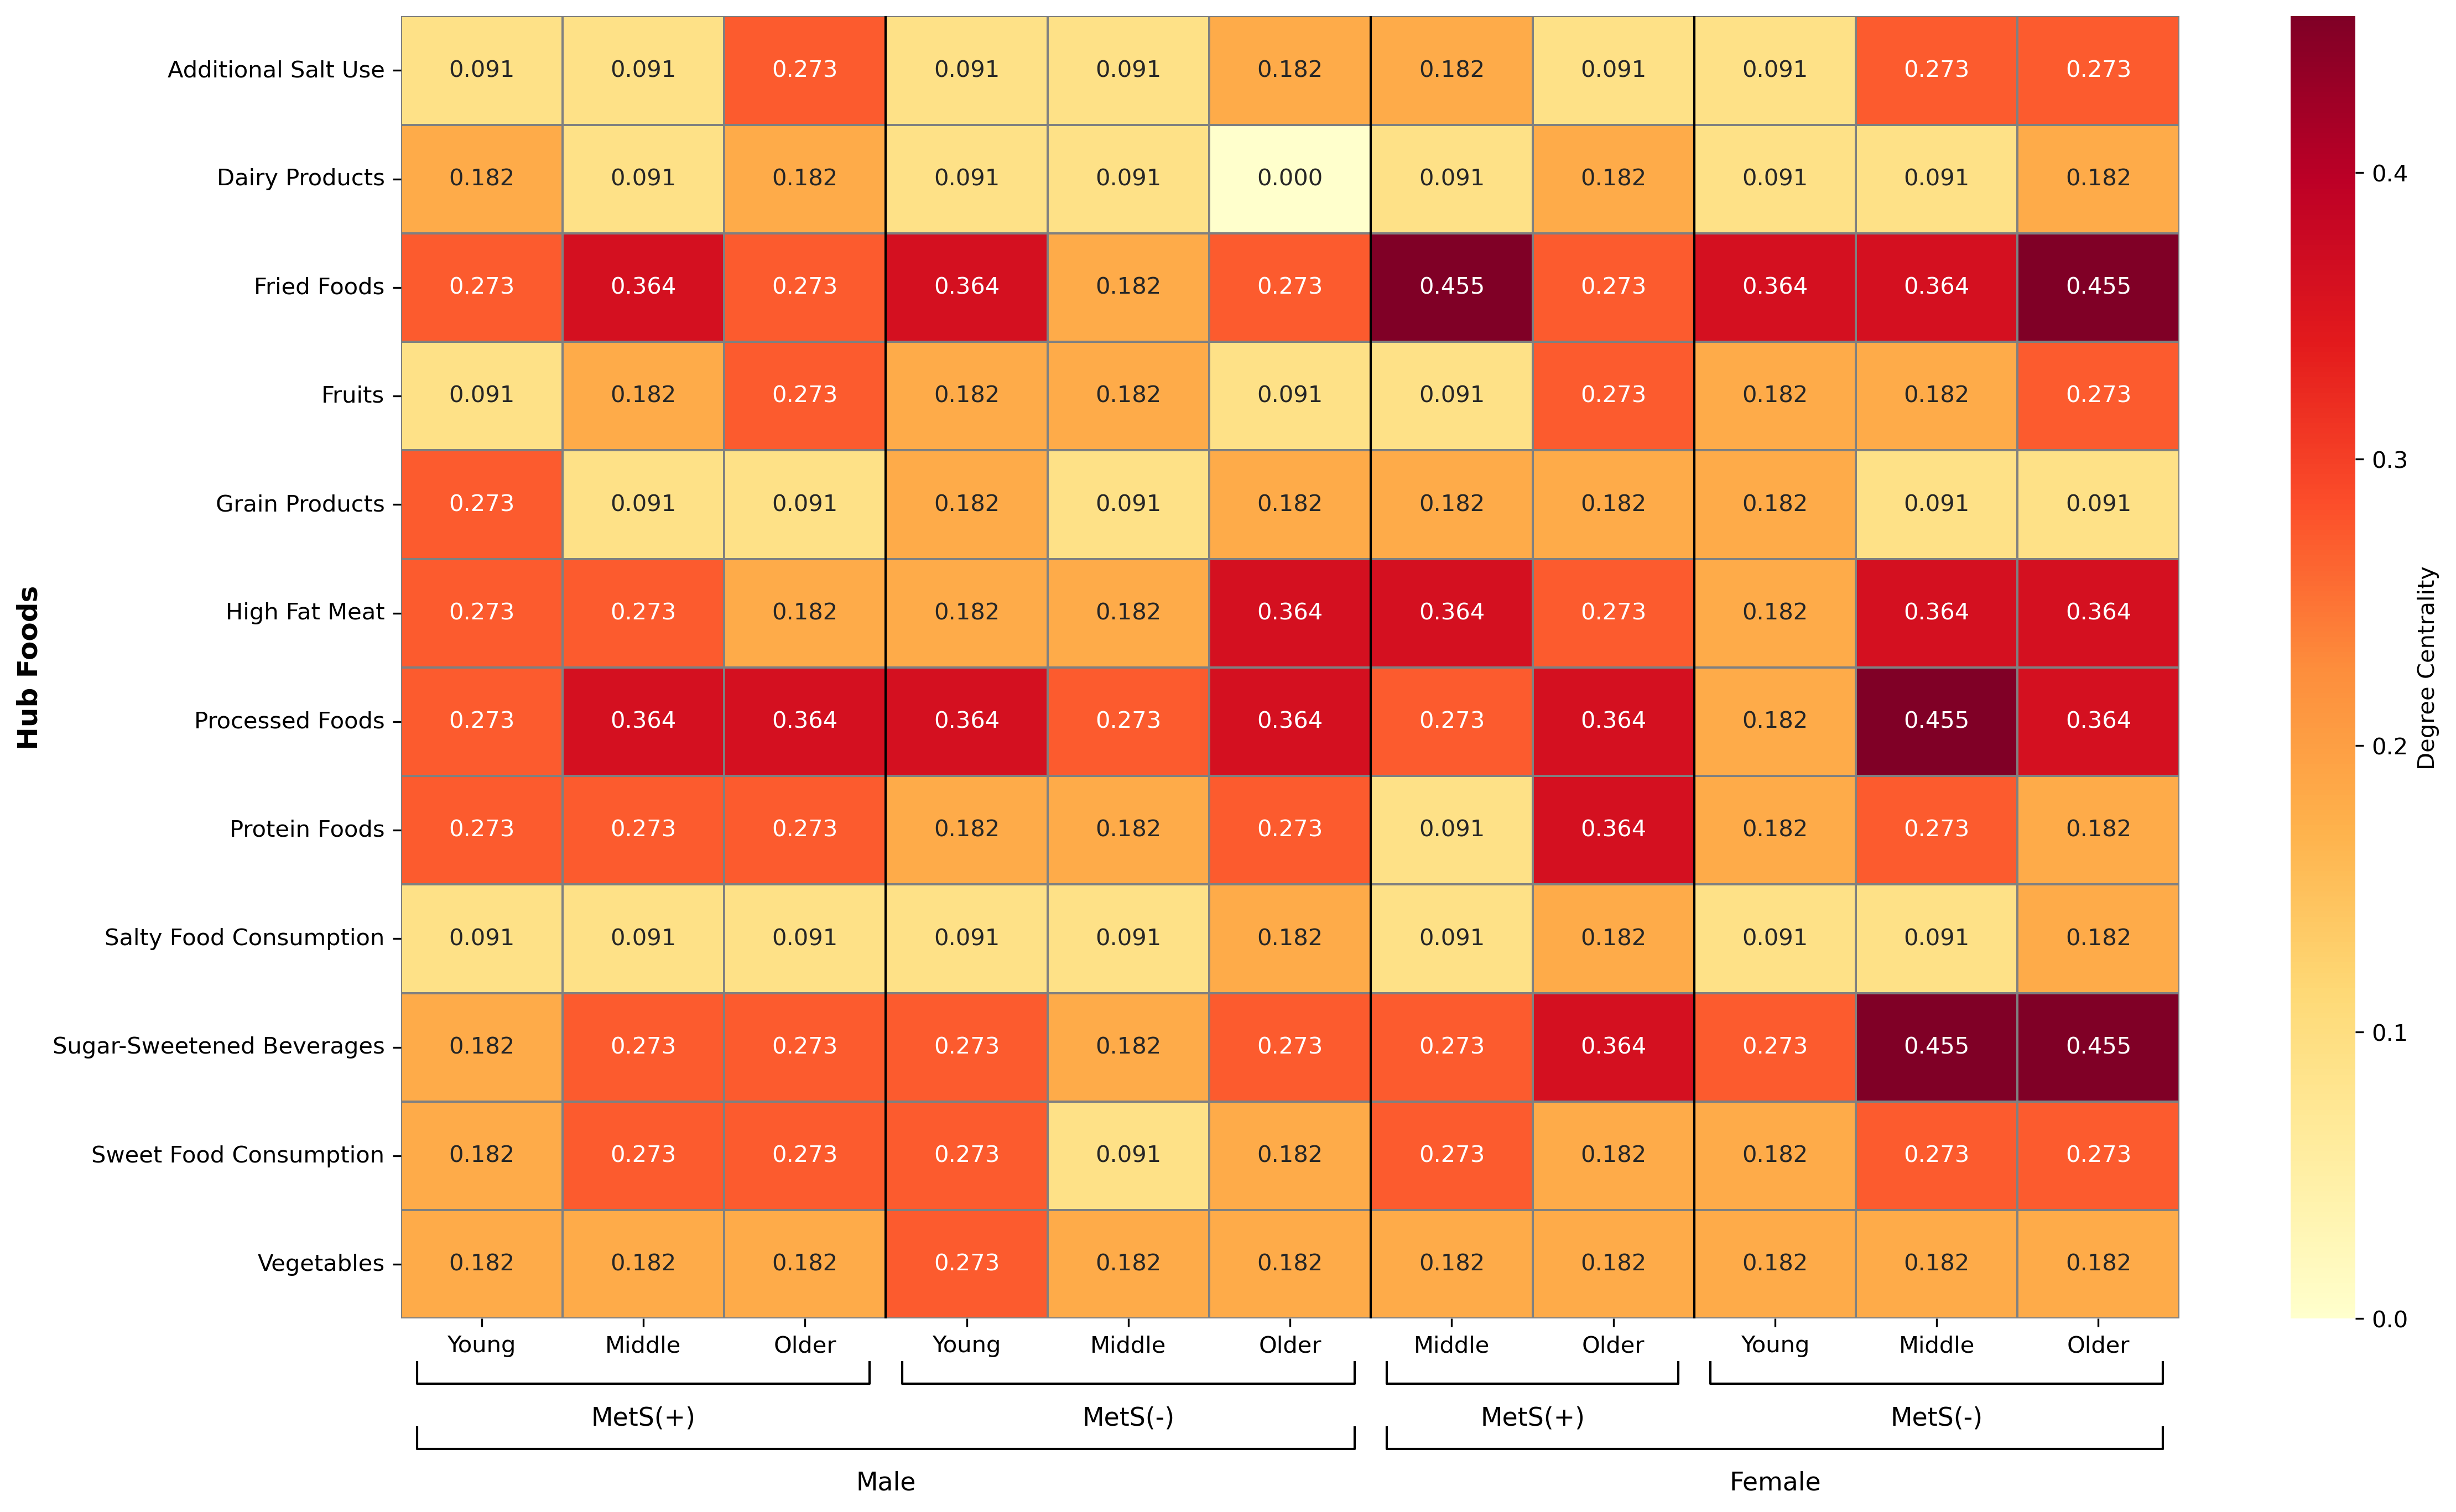 Additional Salt Use 0.091 0.091 0.273 0.091 0.091 0.182 0.182 0.091 0.091 0.273 0.273
Dairy Products 0.182 0.091 0.182 0.091 0.091 0.000 0.091 0.182 0.091 0.091 0.182
Fried Foods 0.273 0.364 0.273 0.364 0.182 0.273 0.455 0.273 0.364 0.364 0.455
Fruits 0.091 0.182 0.273 0.182 0.182 0.091 0.091 0.273 0.182 0.182 0.273
Grain Products 0.273 0.091 0.091 0.182 0.091 0.182 0.182 0.182 0.182 0.091 0.091
High Fat Meat 0.273 0.273 0.182 0.182 0.182 0.364 0.364 0.273 0.182 0.364 0.364
Processed Foods 0.273 0.364 0.364 0.364 0.273 0.364 0.273 0.364 0.182 0.455 0.364
Protein Foods 0.273 0.273 0.273 0.182 0.182 0.273 0.091 0.364 0.182 0.273 0.182
Salty Food Consumption 0.091 0.091 0.091 0.091 0.091 0.182 0.091 0.182 0.091 0.091 0.182
Sugar-Sweetened Beverages 0.182 0.273 0.273 0.273 0.182 0.273 0.273 0.364 0.273 0.455 0.455
Sweet Food Consumption 0.182 0.273 0.273 0.273 0.091 0.182 0.273 0.182 0.182 0.273 0.273
Vegetables 0.182 0.182 0.182 0.273 0.182 0.182 0.182 0.182 0.182 0.182 0.182
Young Middle Older Young Middle Older Middle Older Young Middle Older
MetS(+) MetS(-) MetS(+) MetS(-)
Male Female
Hub Foods
0.4
0.3
0.2
0.1
0.0
Degree Centrality